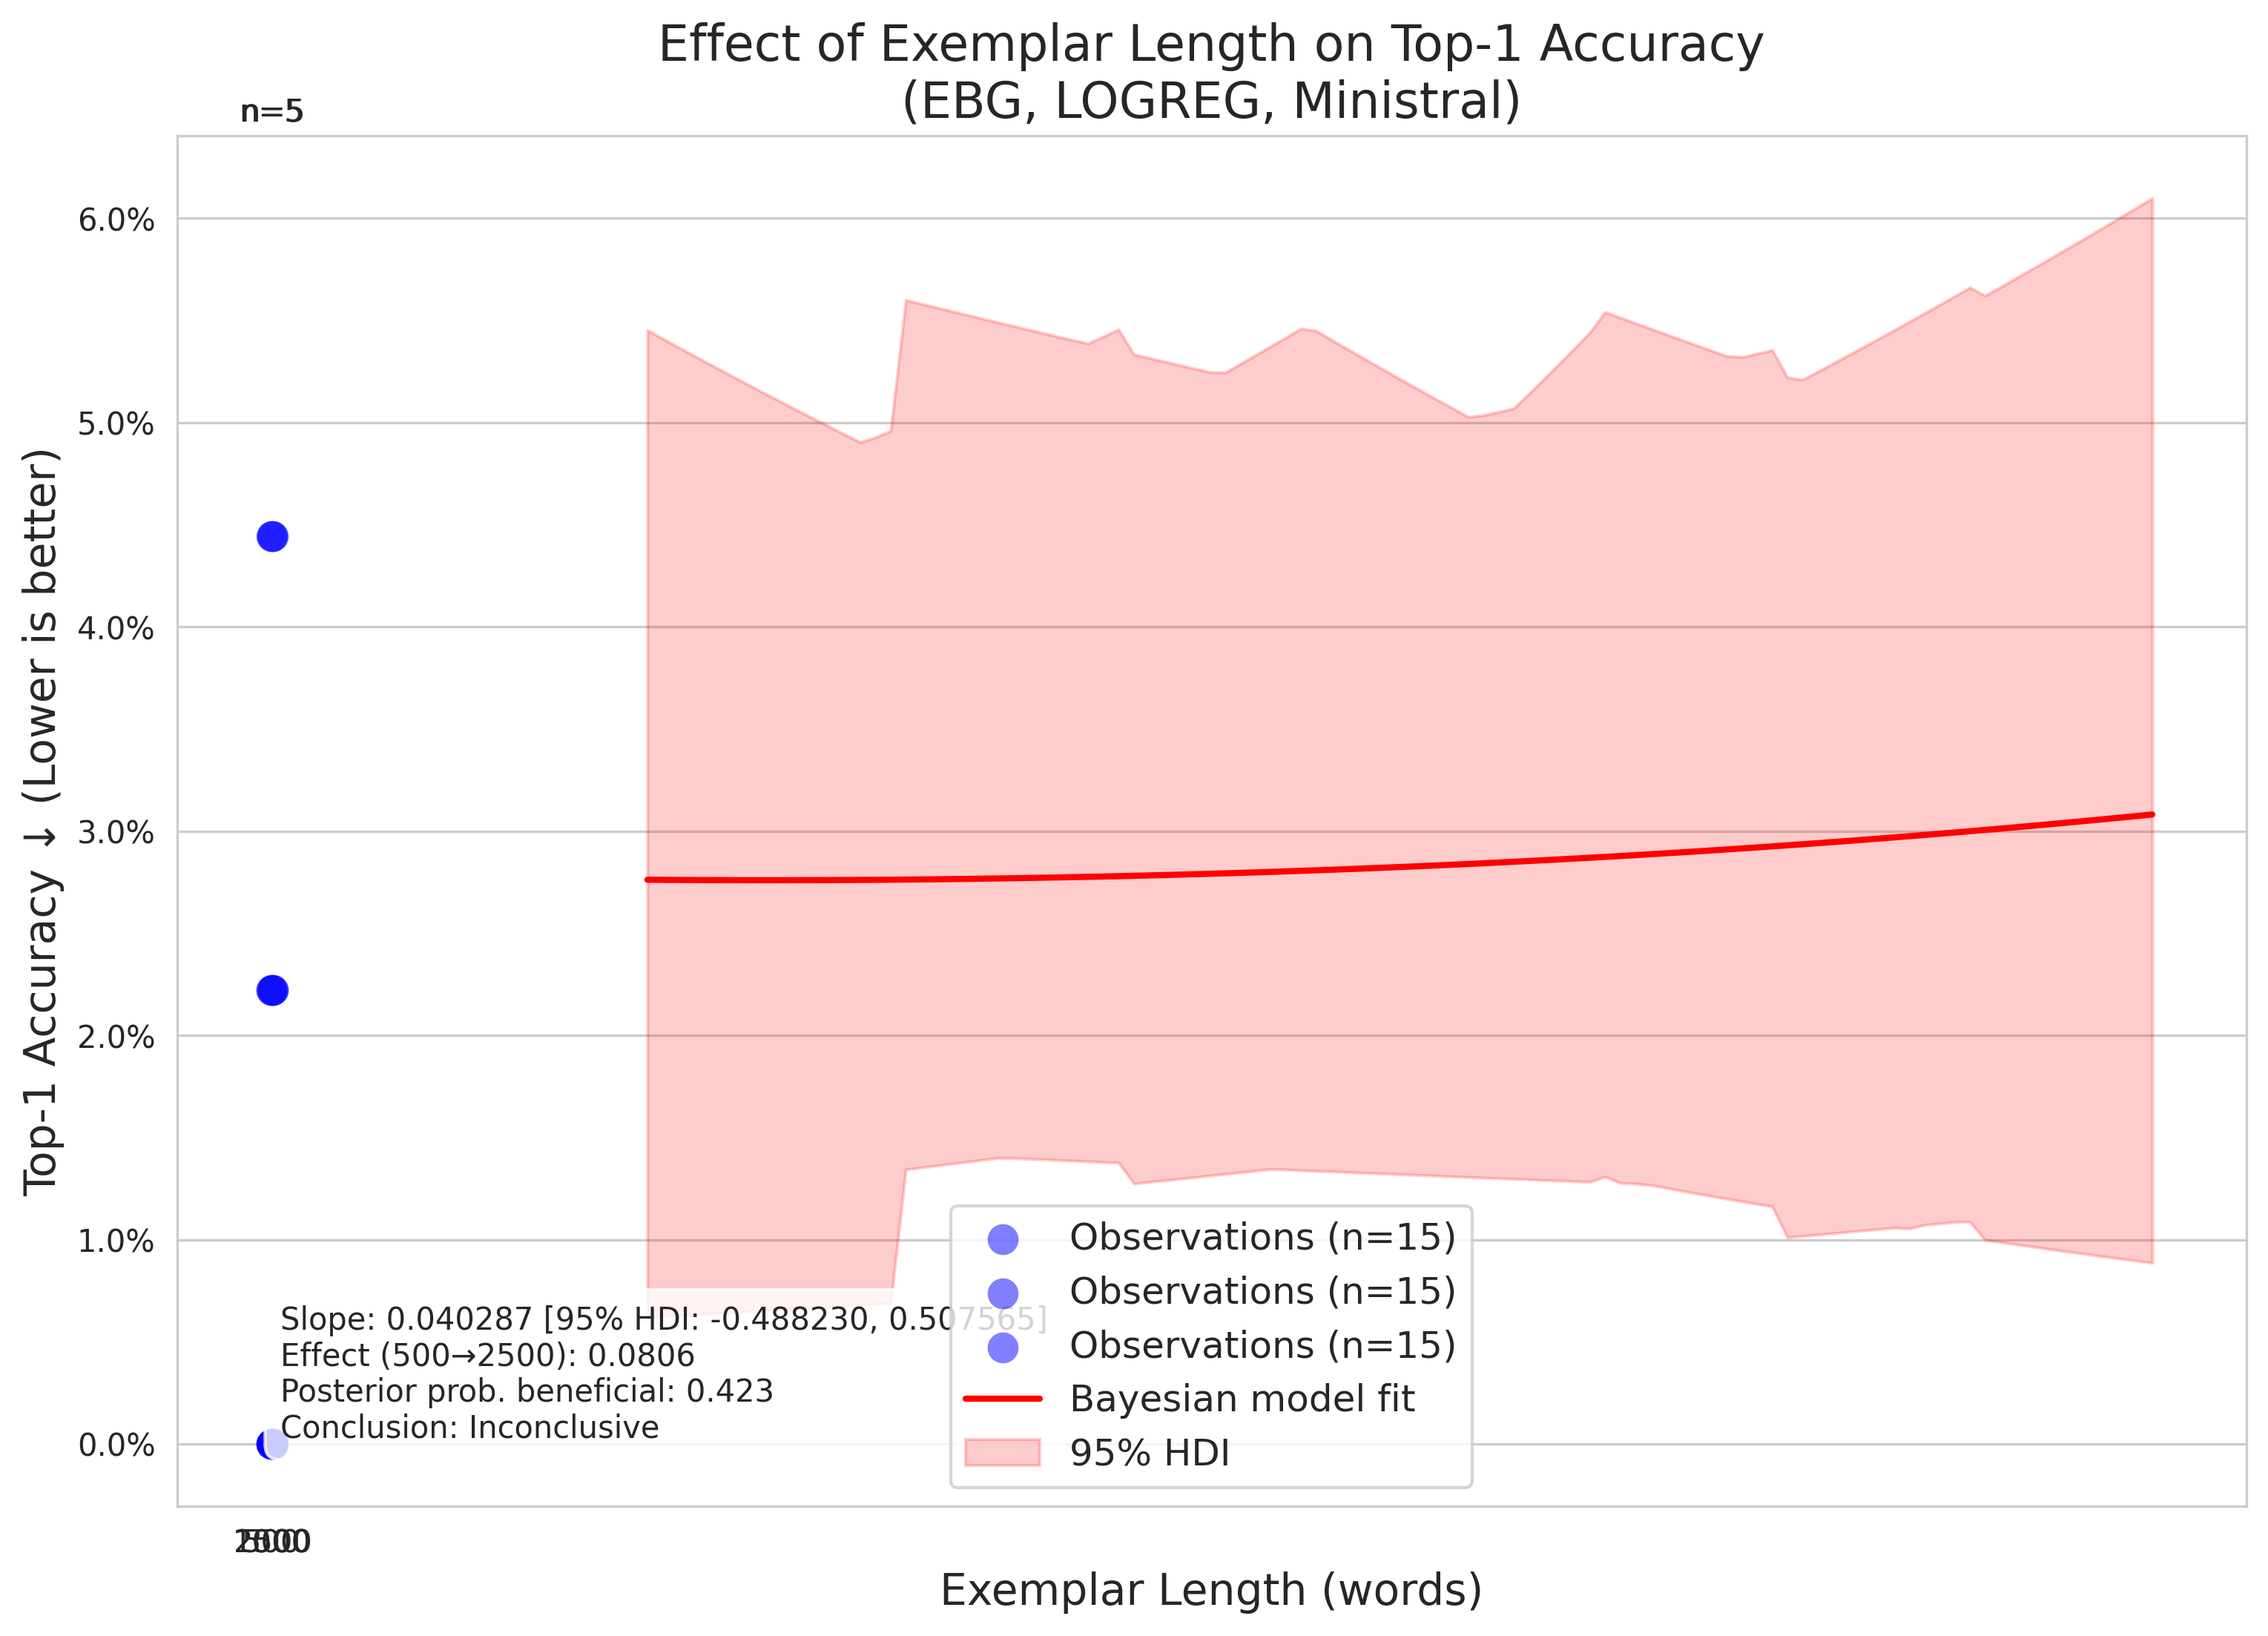 Effect of Exemplar Length on Top-1 Accuracy
(EBG, LOGREG, Ministral)
n=5
Top-1 Accuracy ↓ (Lower is better)
6.0%
5.0%
4.0%
3.0%
2.0%
1.0%
0.0%
Slope: 0.040287 [95% HDI: -0.488230, 0.507565]
Effect (500→2500): 0.0806
Posterior prob. beneficial: 0.423
Conclusion: Inconclusive
Observations (n=15)
Observations (n=15)
Observations (n=15)
Bayesian model fit
95% HDI
Exemplar Length (words)